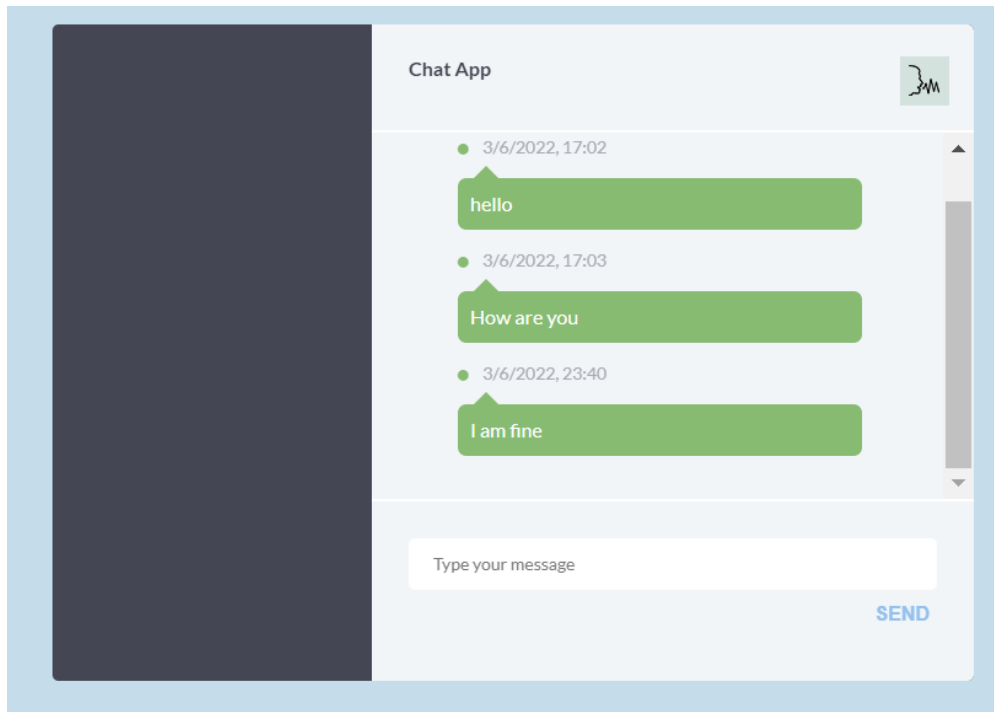 Chat App
3/6/2022, 17:02
hello
3/6/2022, 17:03
How are you
3/6/2022, 23:40
I am fine
Type your message
SEND